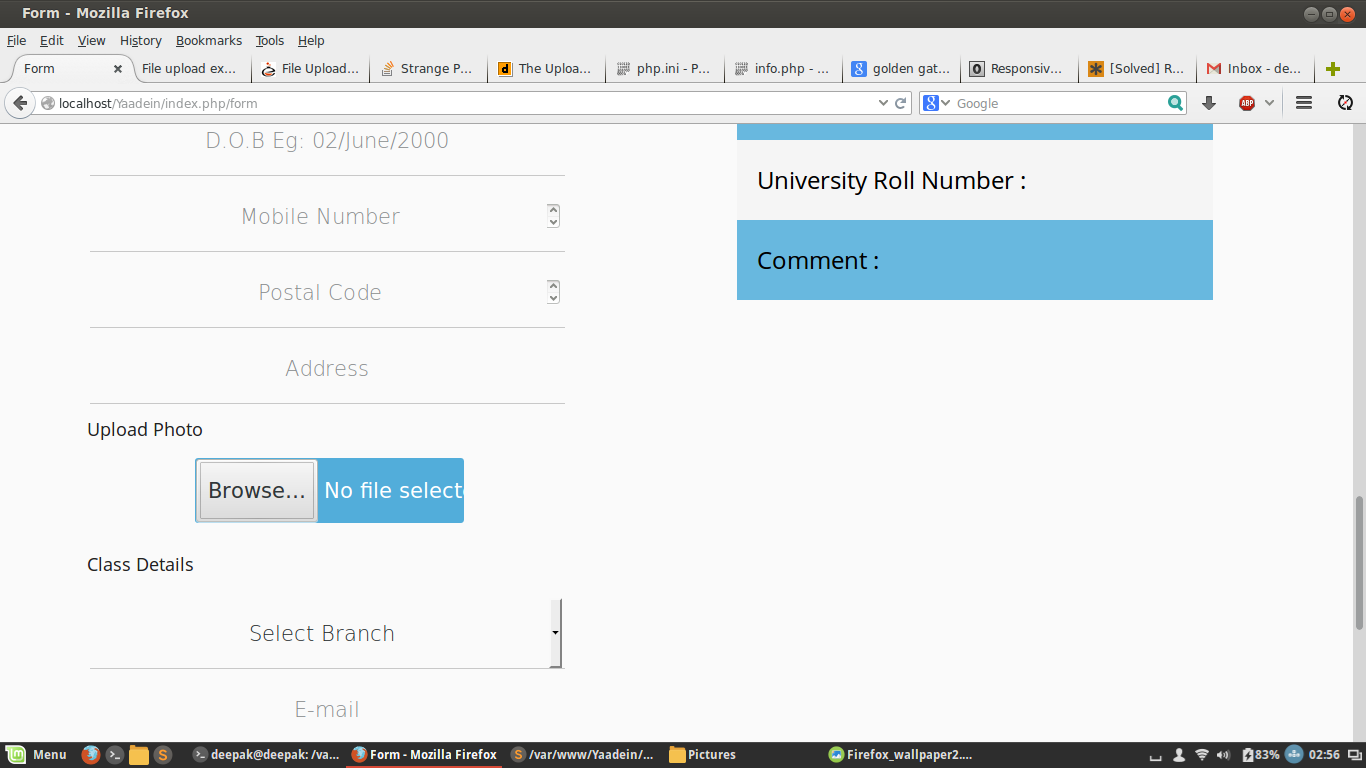 Form - Mozilla Firefox
File Edit View History Bookmarks Tools Help
Form
File upload ex...
File Upload...
Strange P...
The Uploa...
php.ini - P...
info.php - ...
golden gat...
Responsiv...
[Solved] R...
Inbox - de...
localhost/Yaadein/index.php/form
Google
ABP
D.O.B Eg: 02/June/2000
Mobile Number
Postal Code
Address
Upload Photo
Browse...
No file selecte
Class Details
Select Branch
E-mail
University Roll Number :
Comment :
Menu
deepak@deepak: /va...
Form - Mozilla Firefox
/var/www/Yaadein/...
Pictures
Firefox_wallpaper2....
83%
02:56